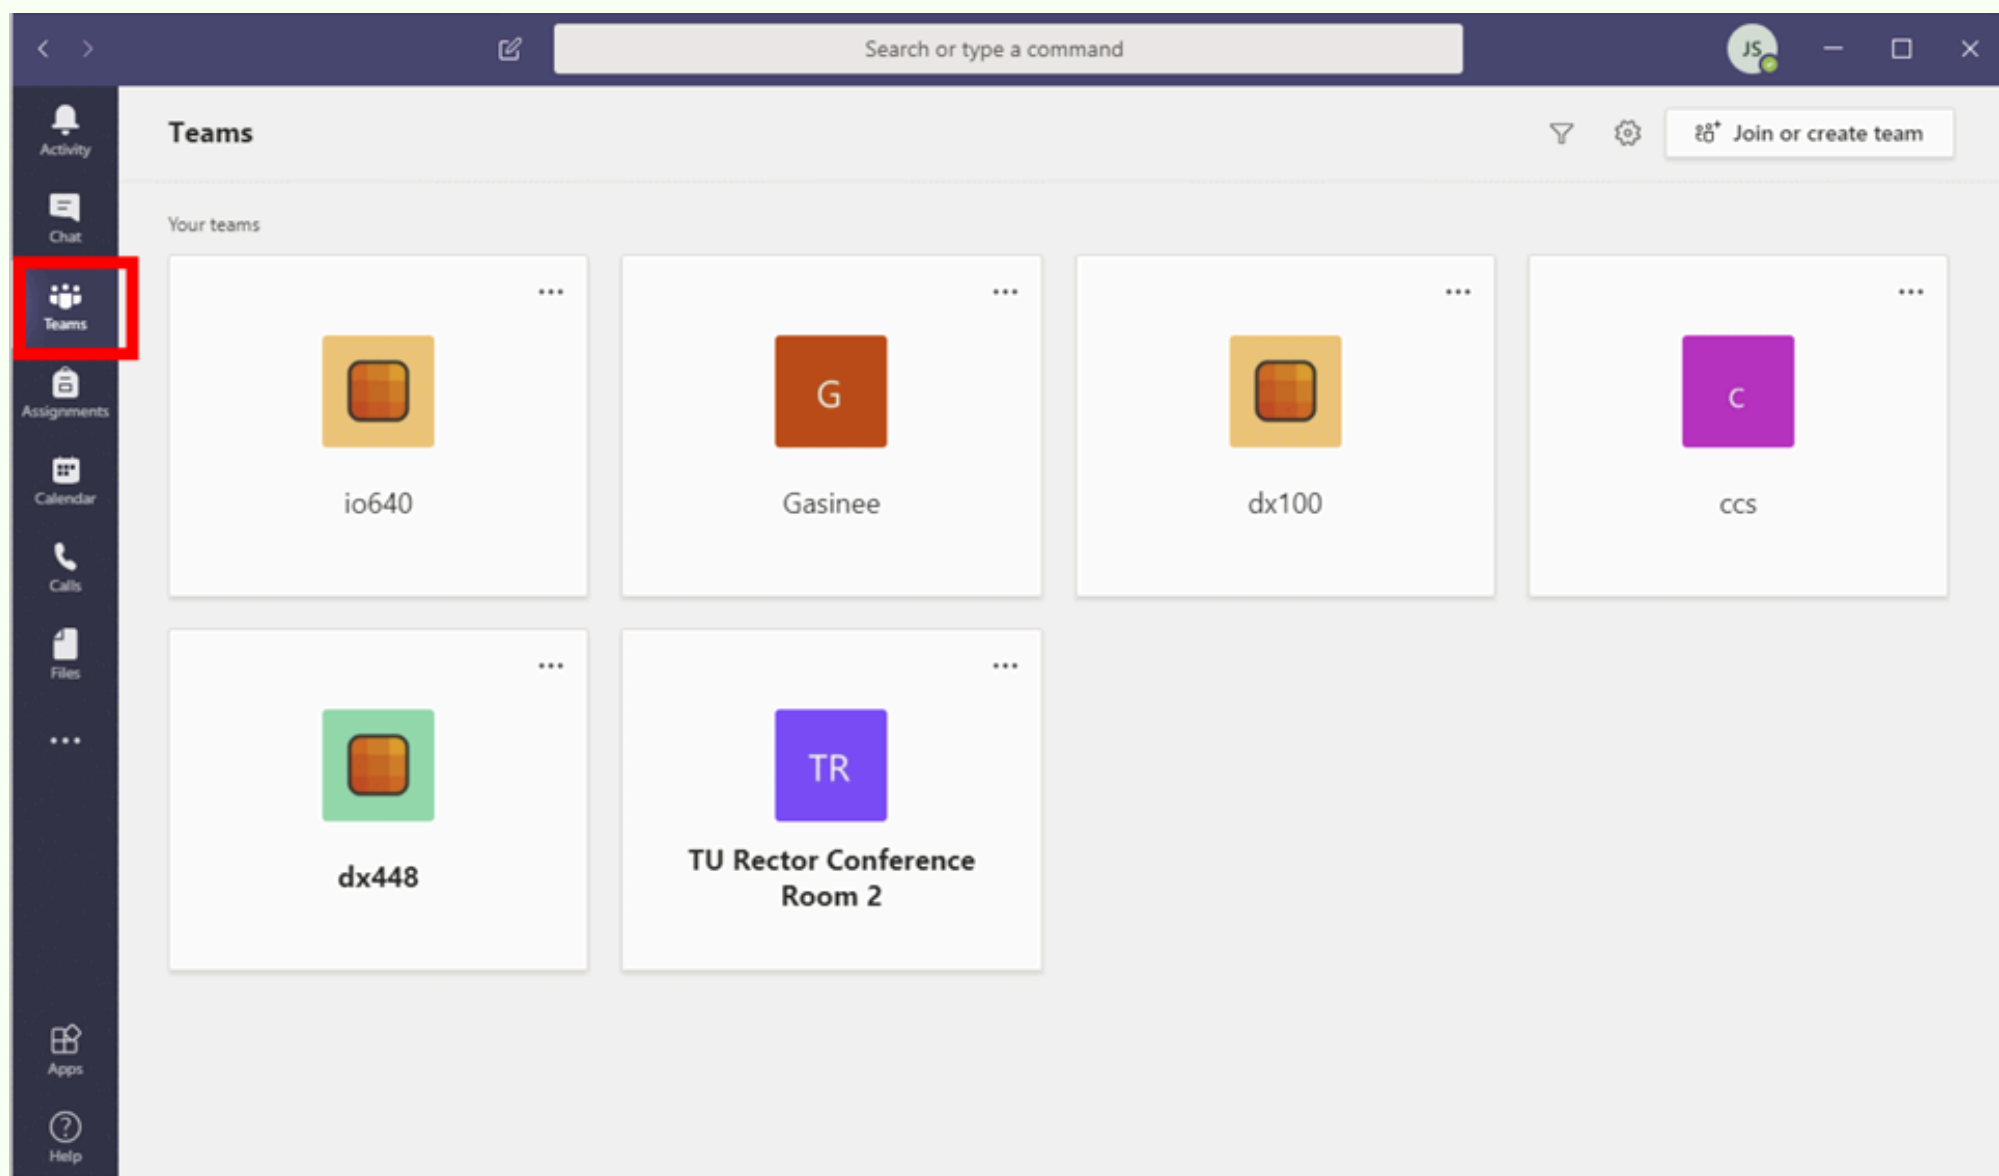 Search or type a command
JS
Activity
Chat
Teams
Assignments
Calendar
Calls
Files
Apps
Help
Teams
Join or create team
Your teams
io640
G
Gasinee
dx100
c
ccs
dx448
TR
TU Rector Conference
Room 2